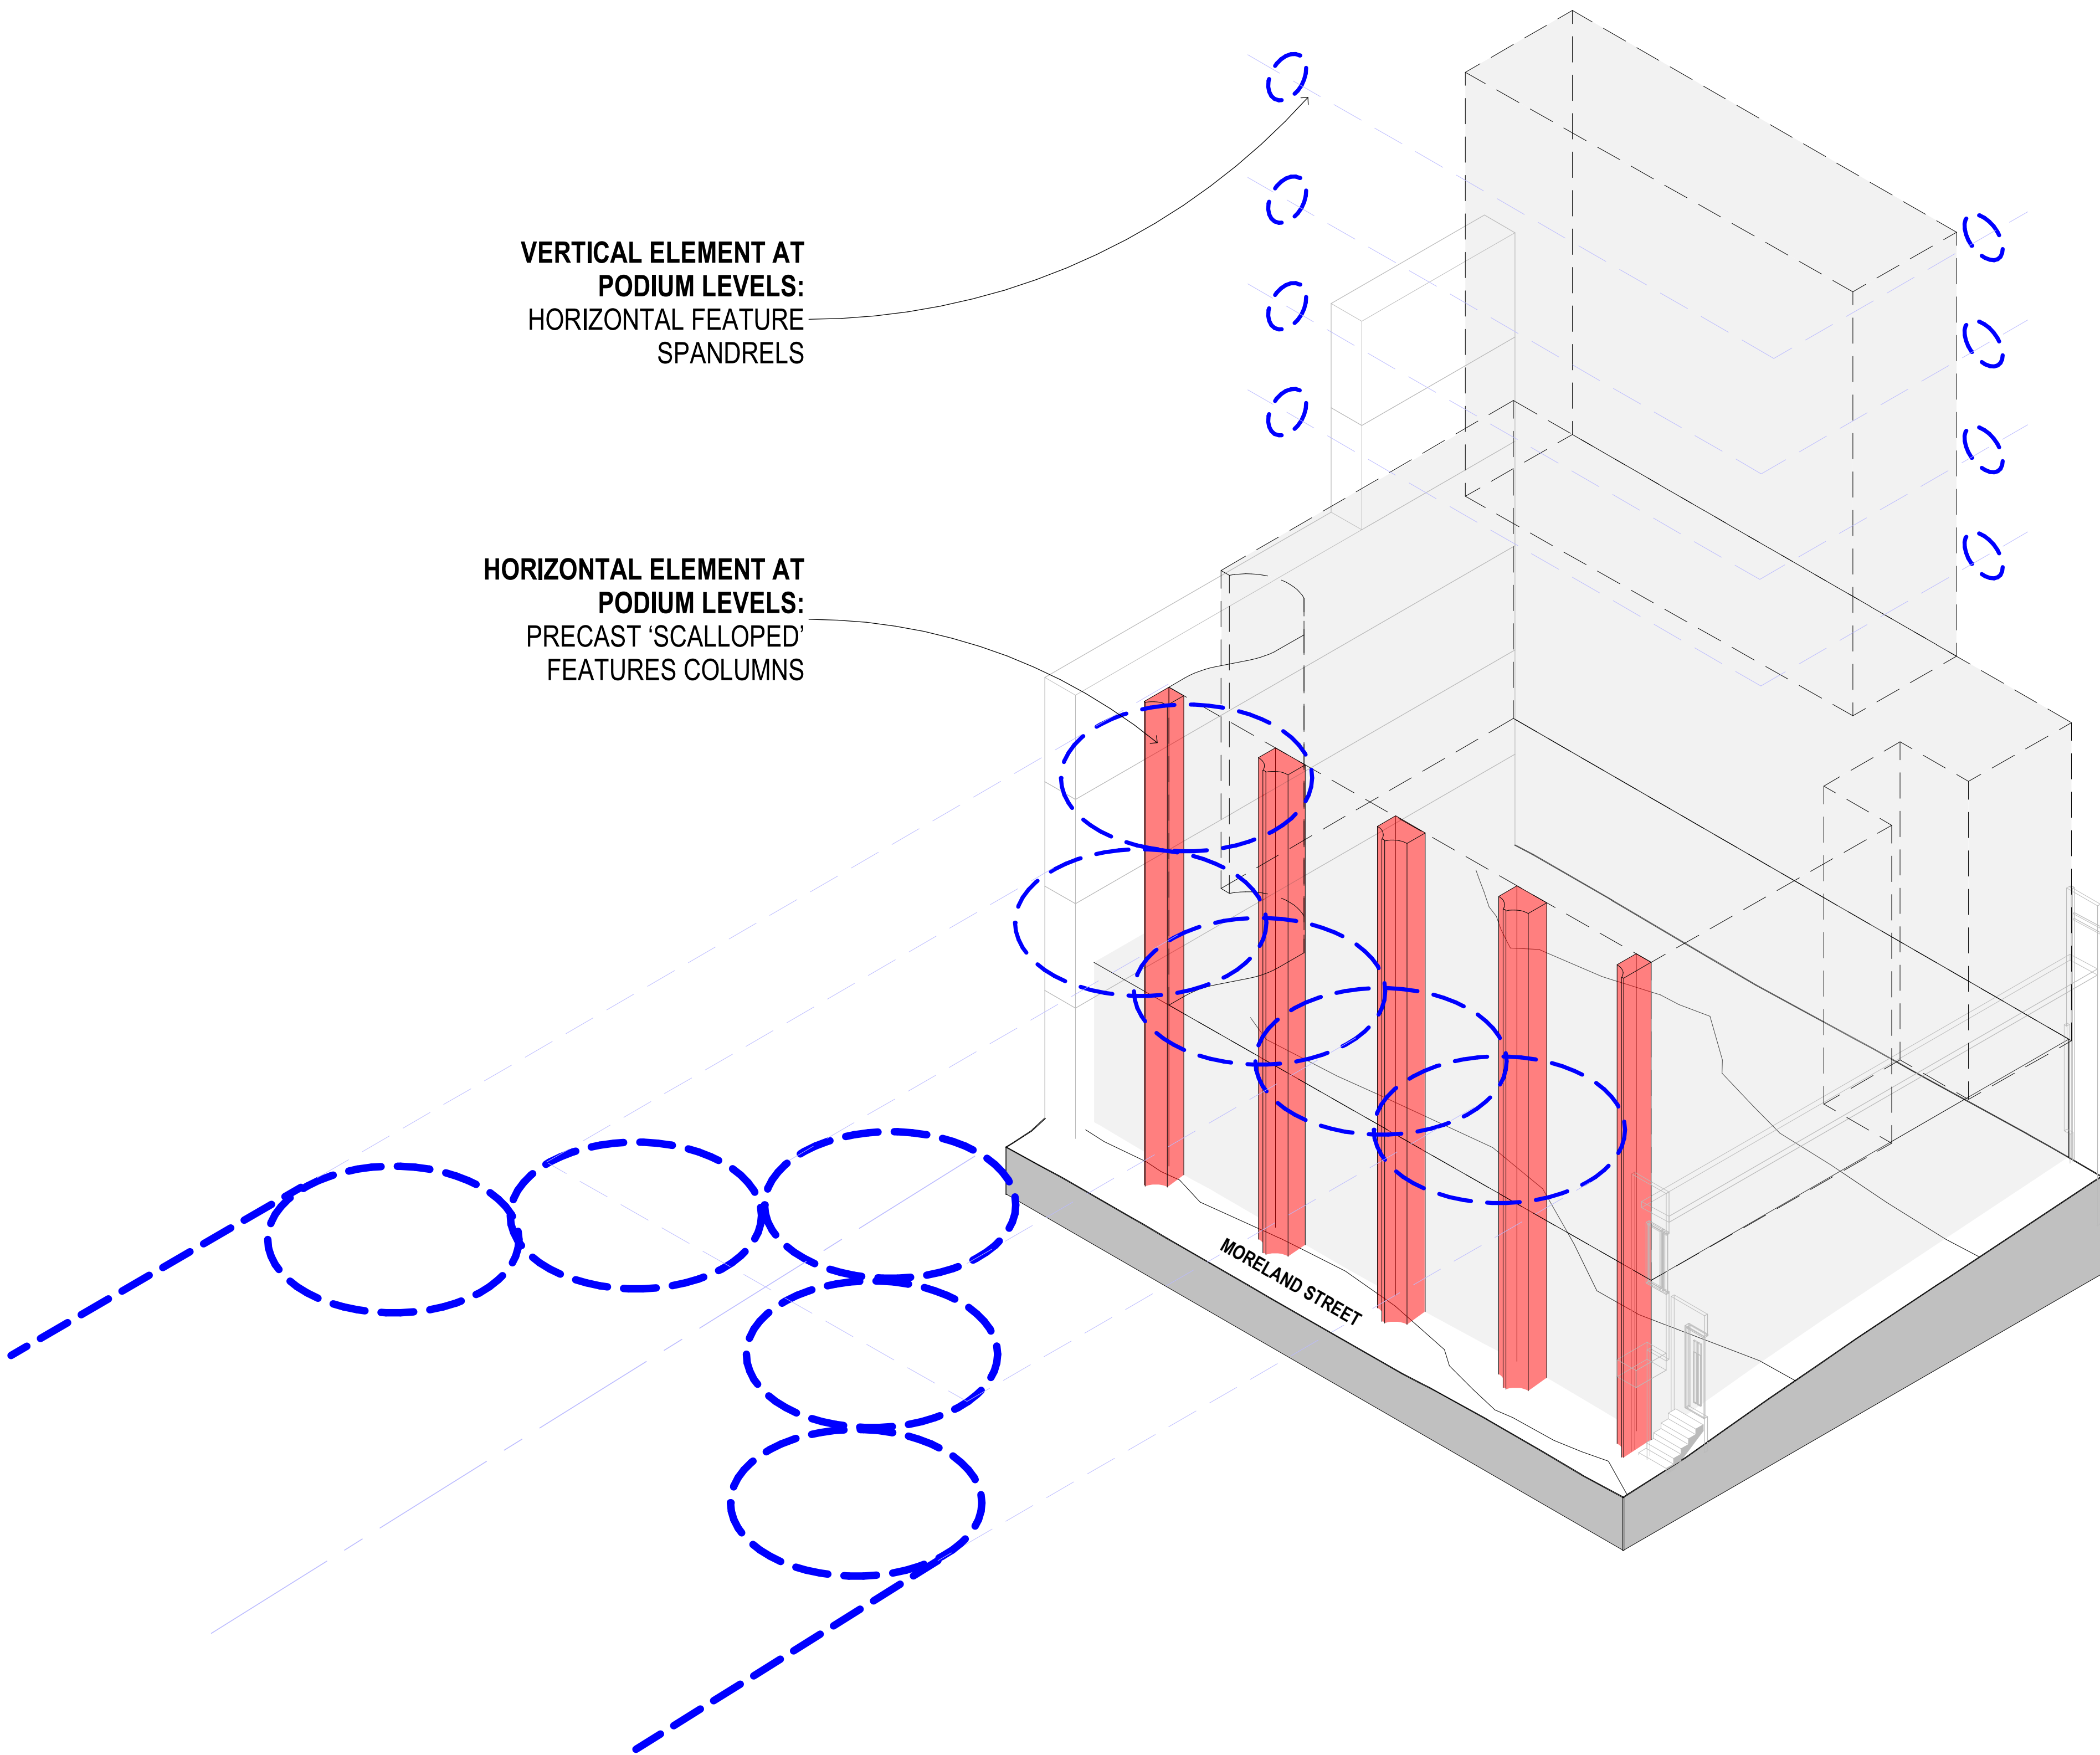 VERTICAL ELEMENT AT
PODIUM LEVELS:
HORIZONTAL FEATURE
SPANDRELS
HORIZONTAL ELEMENT AT
PODIUM LEVELS:
PRECAST ‘SCALLOPED’
FEATURES COLUMNS
MORELAND STREET